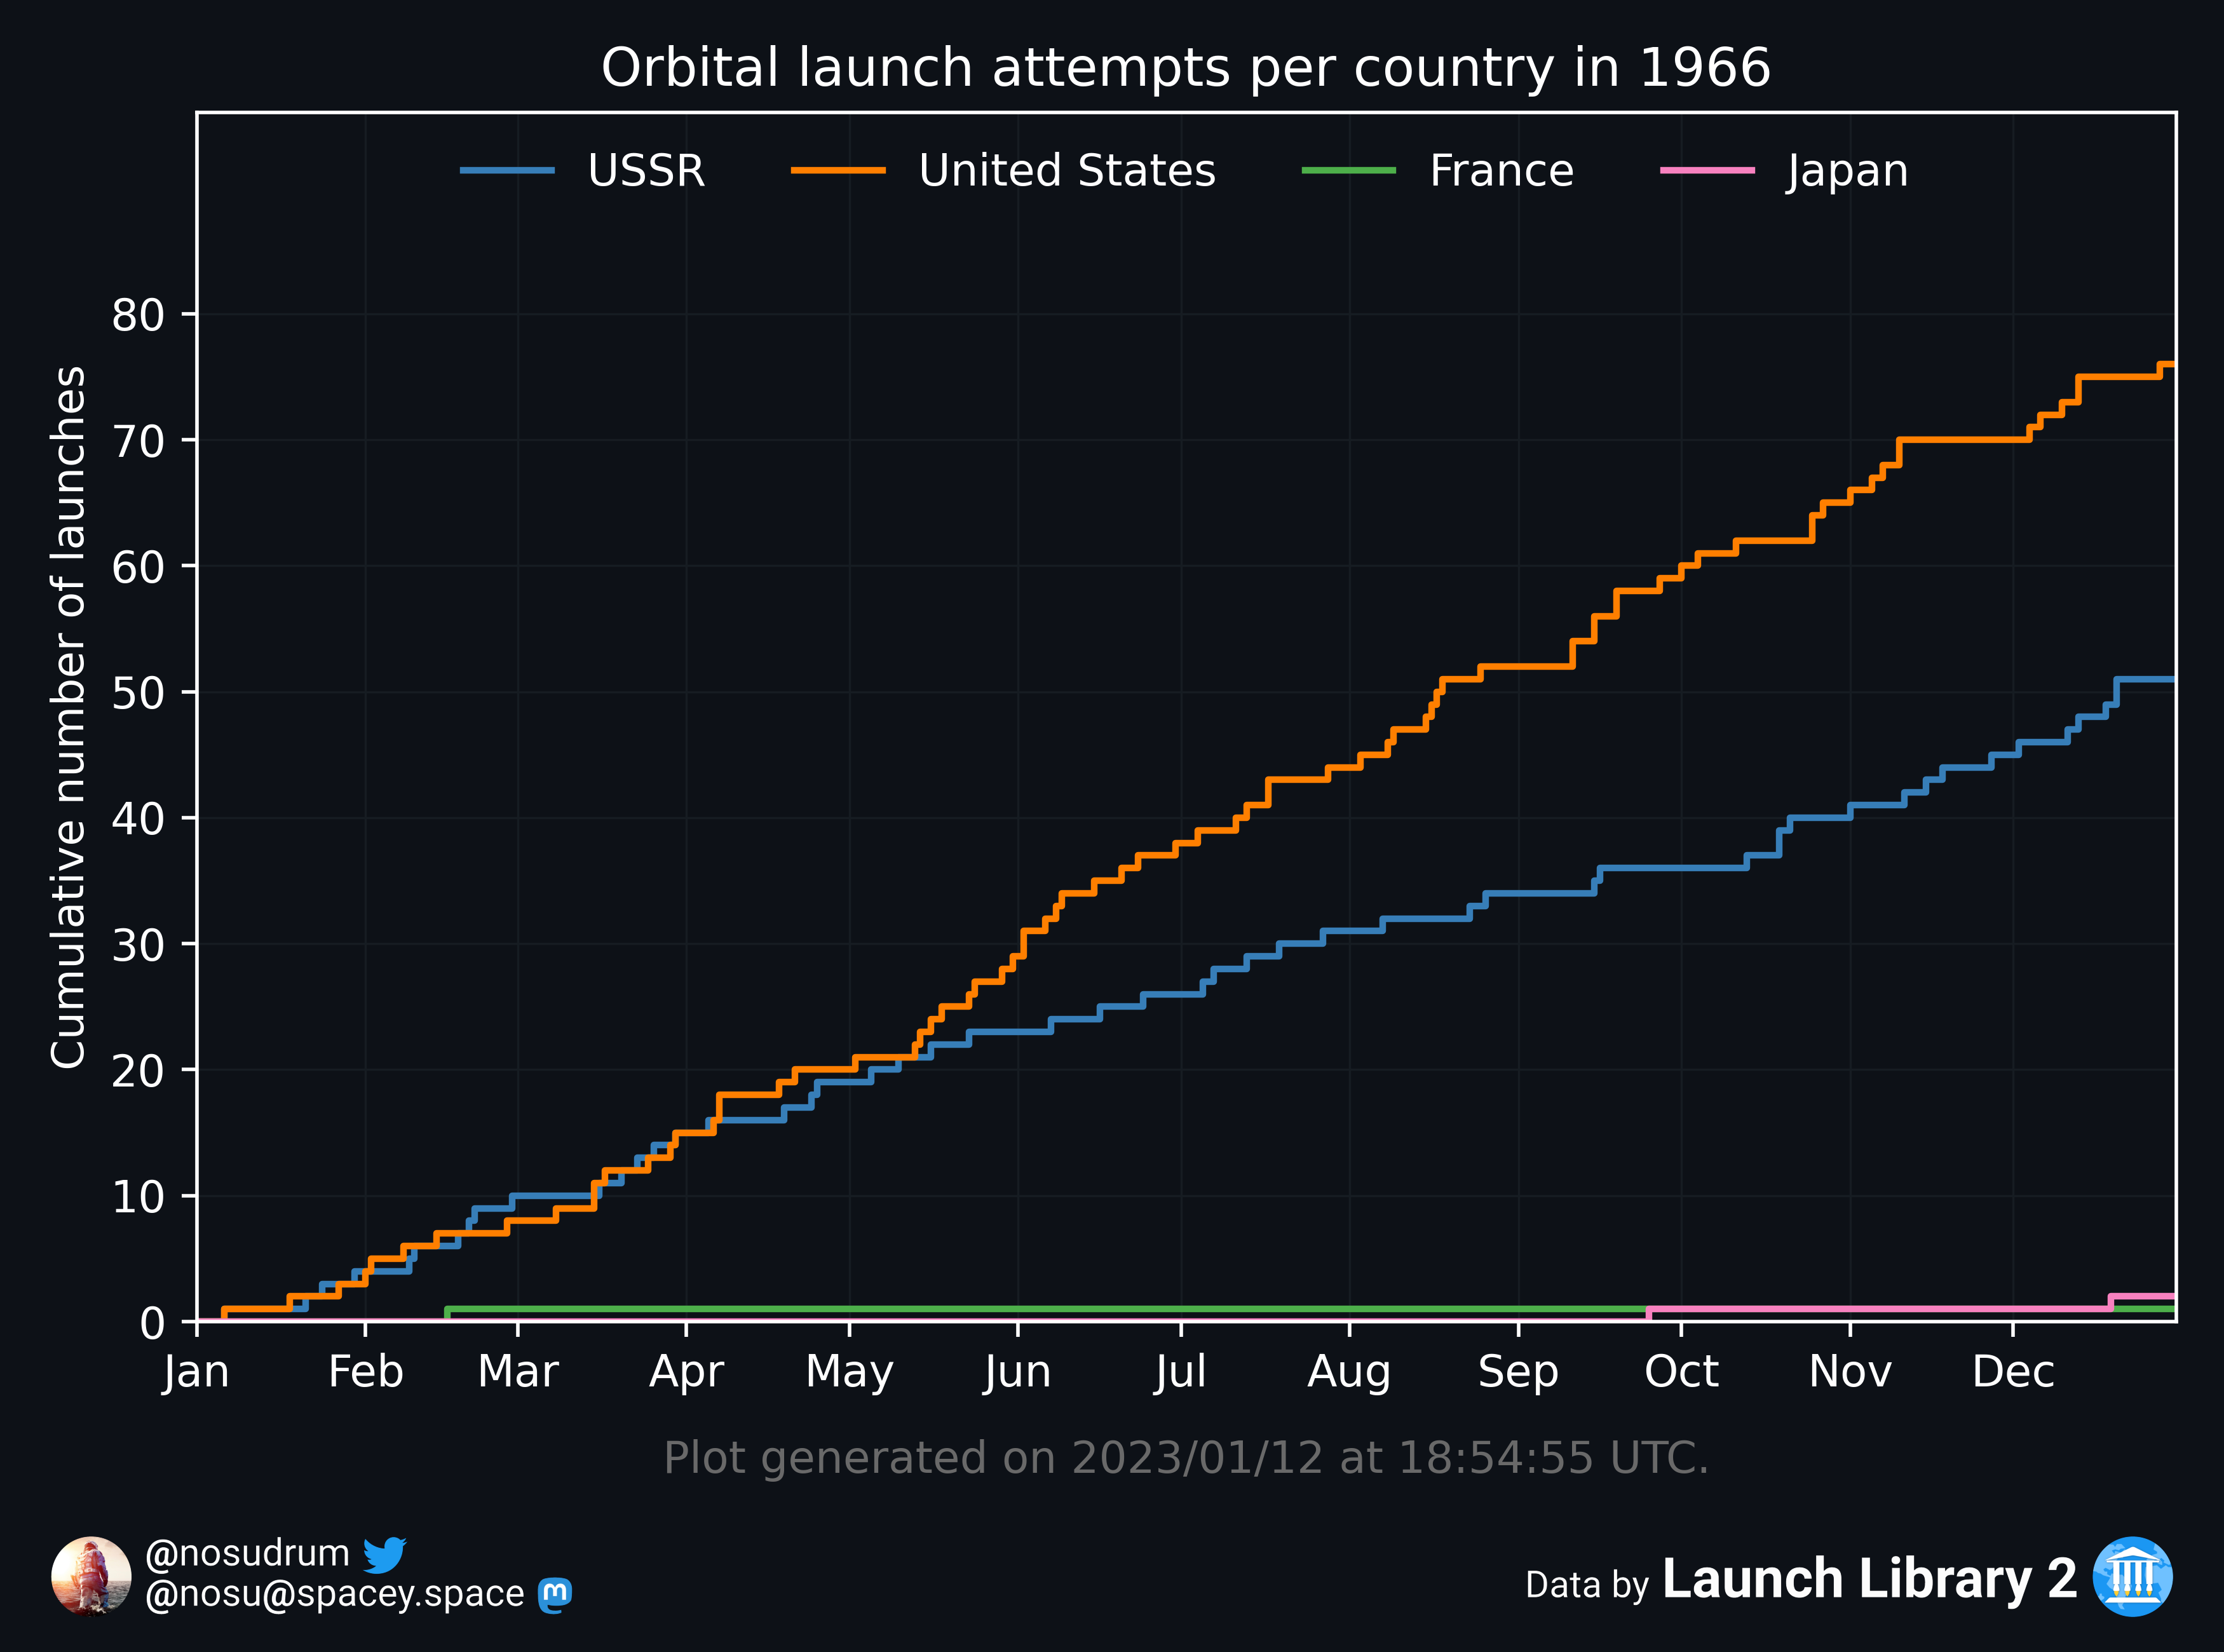 Orbital launch attempts per country in 1966
USSR United States France Japan
Cumulative number of launches
80
70
60
50
40
30
20
10
0
Jan Feb Mar Apr May Jun Jul Aug Sep Oct Nov Dec
Plot generated on 2023/01/12 at 18:54:55 UTC.
@nosudrum
@nosu@spacey.space
Data by Launch Library 2